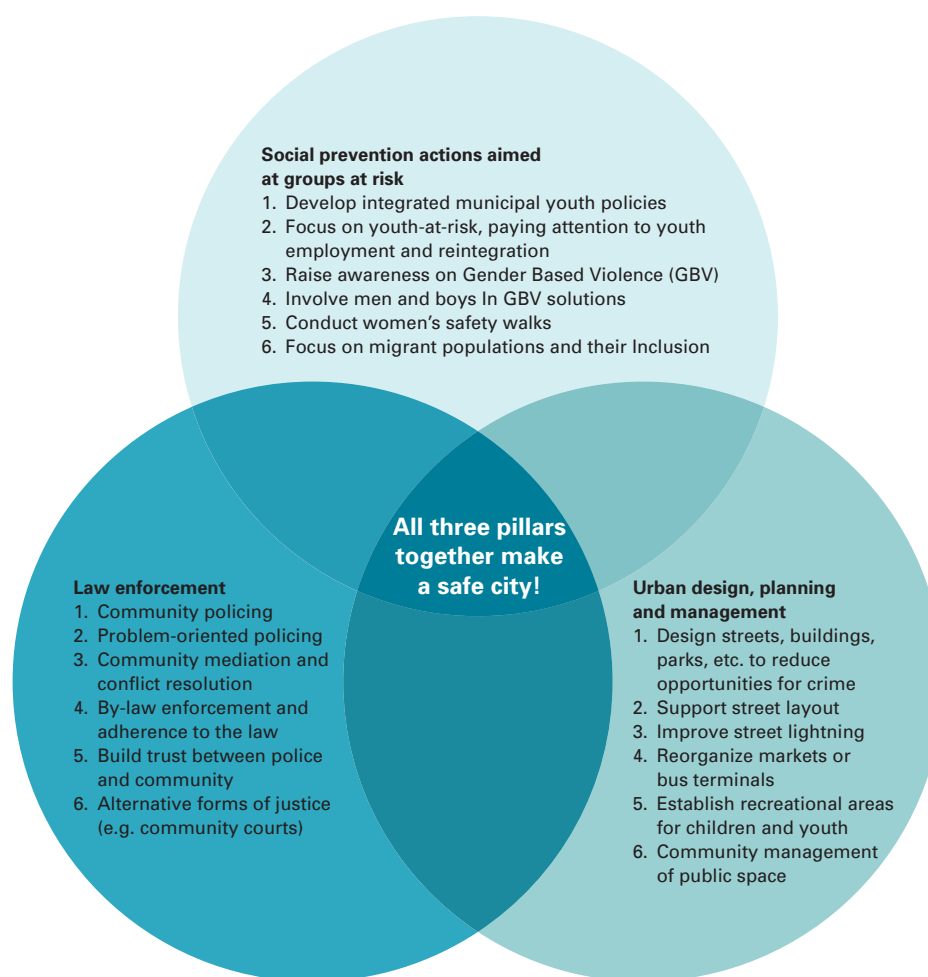 Social prevention actions aimed
at groups at risk
1. Develop integrated municipal youth policies
2. Focus on youth-at-risk, paying attention to youth
employment and reintegration
3. Raise awareness on Gender Based Violence (GBV)
4. Involve men and boys In GBV solutions
5. Conduct women’s safety walks
6. Focus on migrant populations and their Inclusion
All three pillars
together make
a safe city!
Law enforcement
1. Community policing
2. Problem-oriented policing
3. Community mediation and
conflict resolution
4. By-law enforcement and
adherence to the law
5. Build trust between police
and community
6. Alternative forms of justice
(e.g. community courts)
Urban design, planning
and management
1. Design streets, buildings,
parks, etc. to reduce
opportunities for crime
2. Support street layout
3. Improve street lightning
4. Reorganize markets or
bus terminals
5. Establish recreational areas
for children and youth
6. Community management
of public space